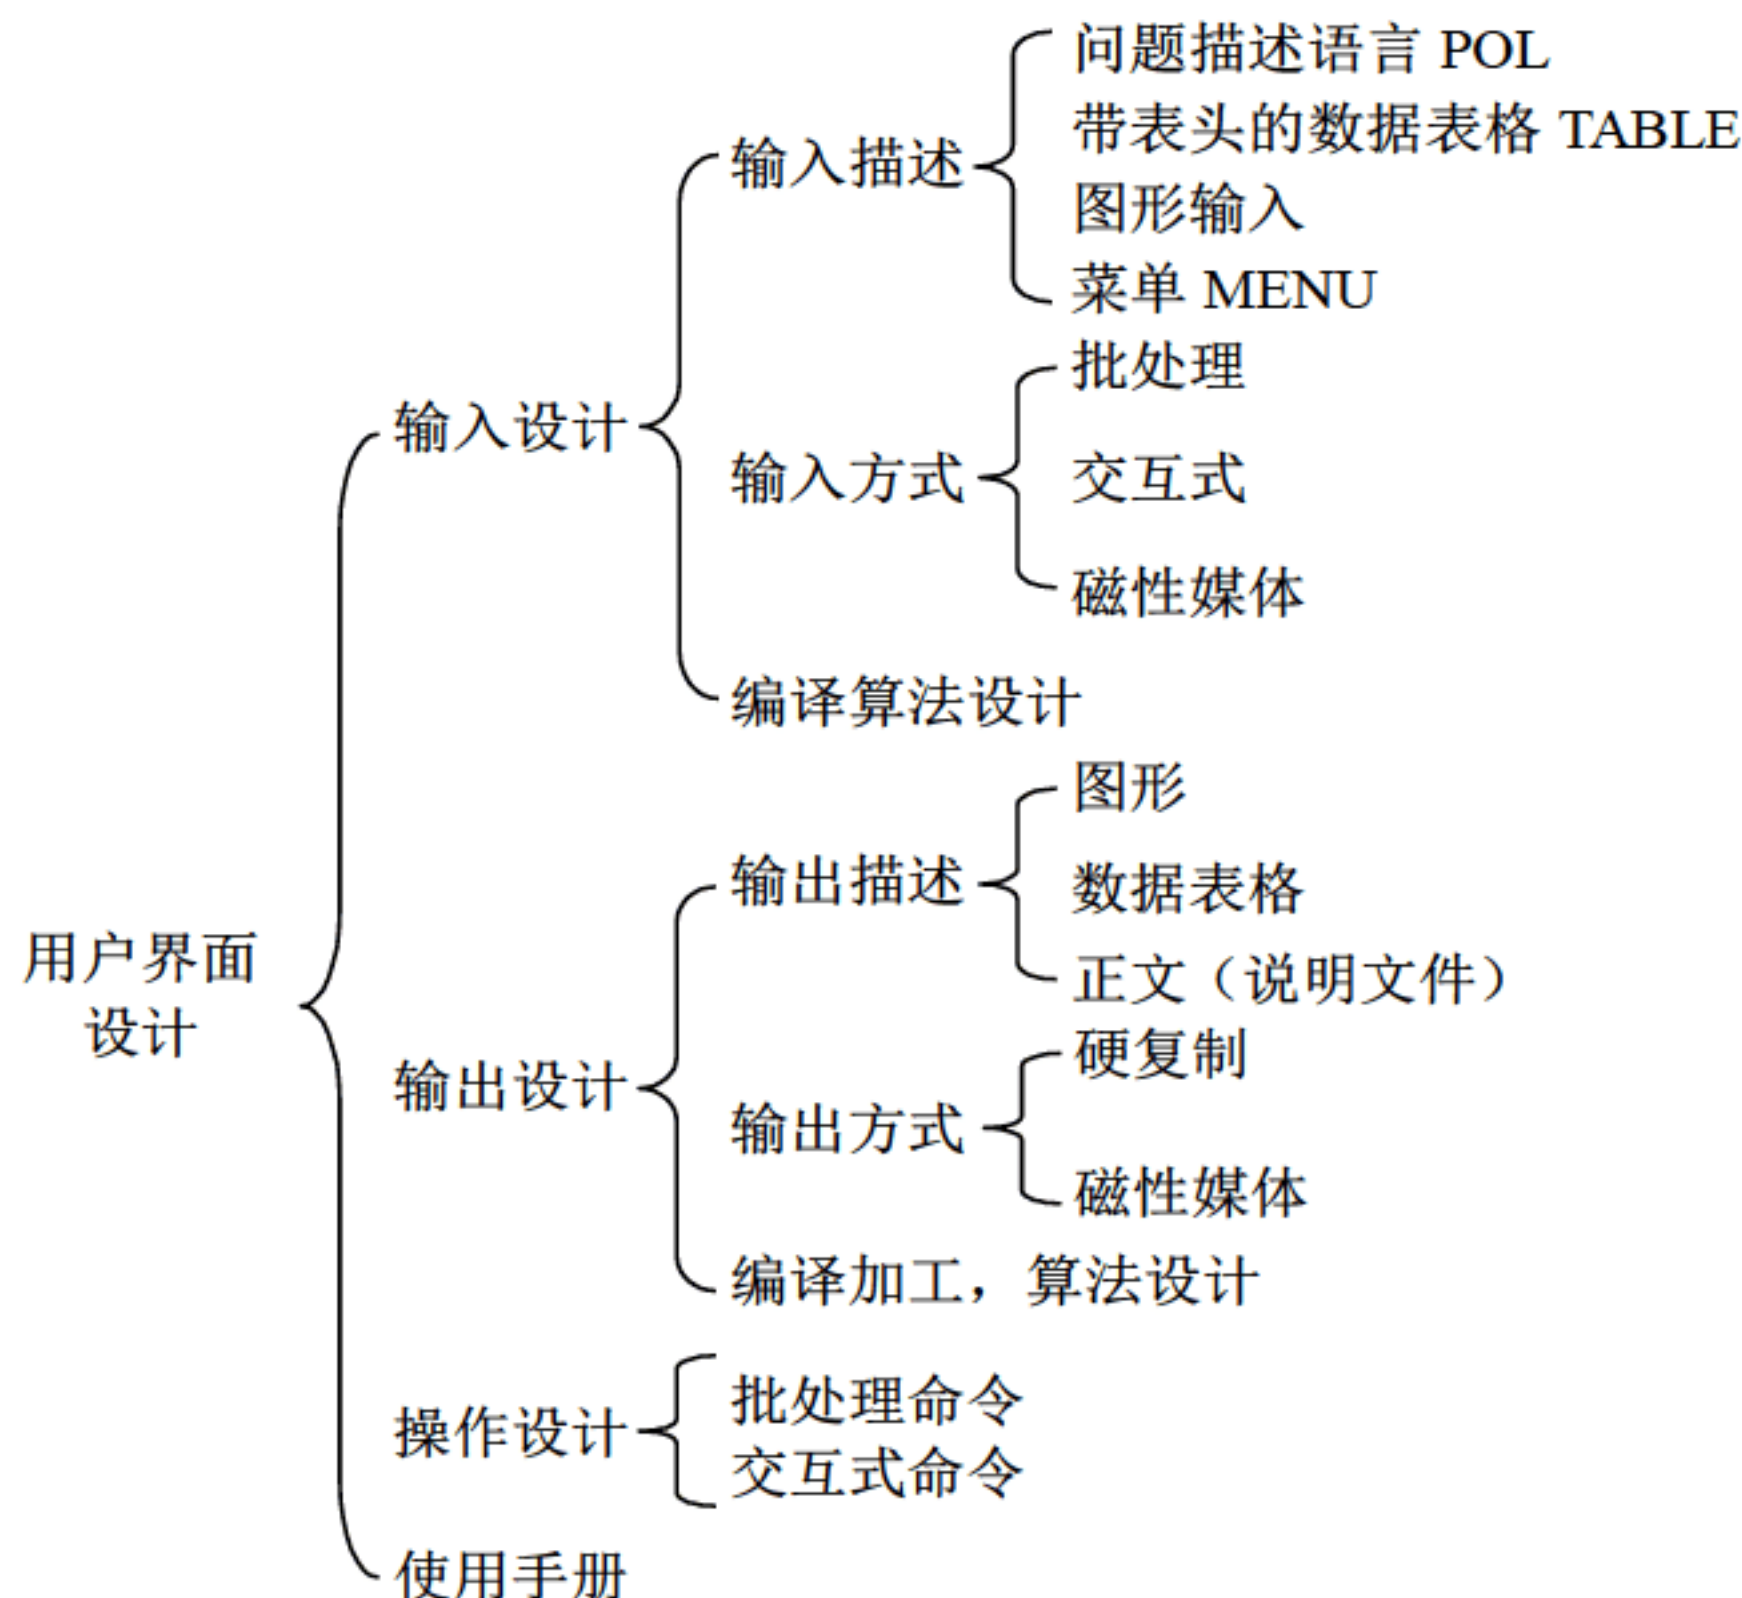 用户界面
设计
输入设计
输入描述
问题描述语言 POL
带表头的数据表格 TABLE
图形输入
菜单 MENU
输入方式
批处理
交互式
磁性媒体
编译算法设计
输出设计
输出描述
图形
数据表格
正文（说明文件）
输出方式
硬复制
磁性媒体
编译加工，算法设计
操作设计
批处理命令
交互式命令
使用手册